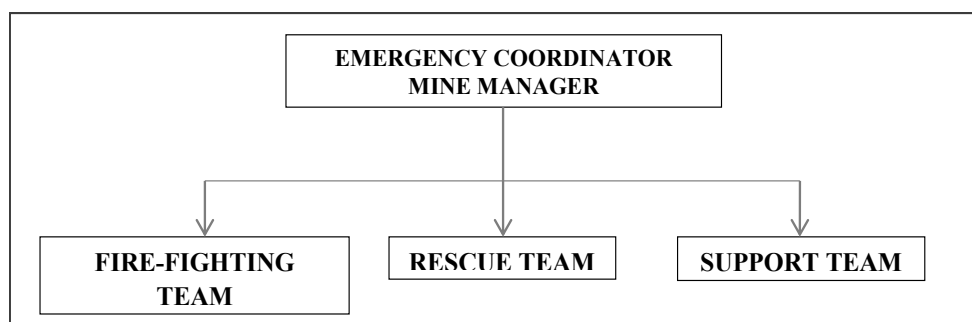 EMERGENCY COORDINATOR
MINE MANAGER
FIRE-FIGHTING
TEAM
RESCUE TEAM
SUPPORT TEAM